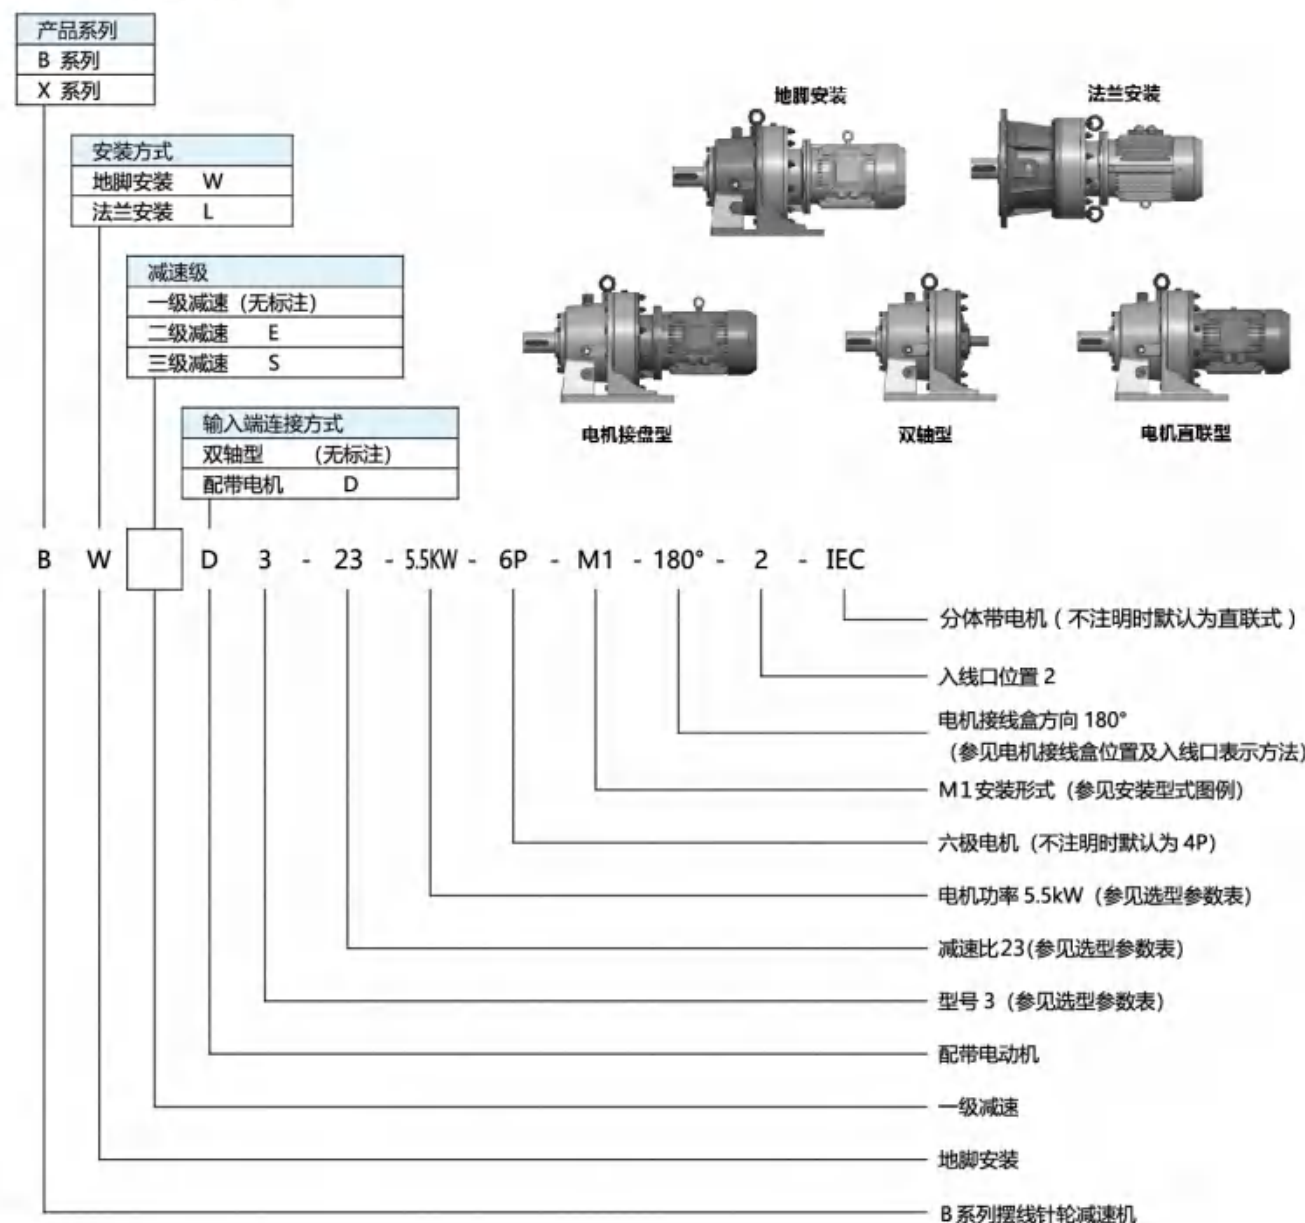 产品系列
B 系列
X 系列
安装方式
地脚安装 W
法兰安装 L
减速级
一级减速 (无标注)
二级减速 E
三级减速 S
输入端连接方式
双轴型 (无标注)
配带电机 D
地脚安装
法兰安装
电机接盘型
双轴型
电机直联型
B W D 3 - 23 - 5.5KW - 6P - M1 - 180° - 2 - IEC
分体带电机 ( 不注明时默认为直联式 )
入线口位置 2
电机接线盒方向 180°
(参见电机接线盒位置及入线口表示方法)
M1安装形式 (参见安装型式图例)
六极电机 (不注明时默认为 4P)
电机功率 5.5kW (参见选型参数表)
减速比23(参见选型参数表)
型号 3 (参见选型参数表)
配带电动机
一级减速
地脚安装
B系列摆线针轮减速机